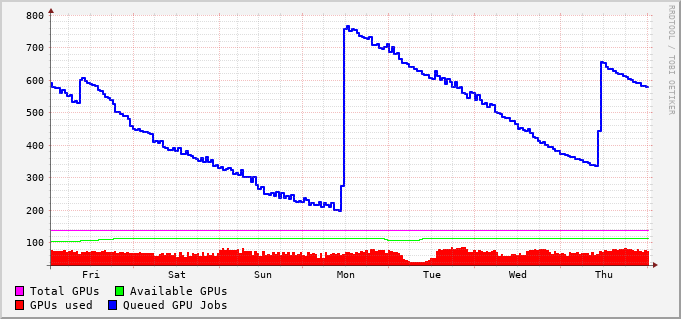 800
700
600
500
400
300
200
100
Fri Sat Sun Mon Tue Wed Thu
Total GPUs Available GPUs
GPUs used Queued GPU Jobs
RRDTOOL / TOBI OETIKER